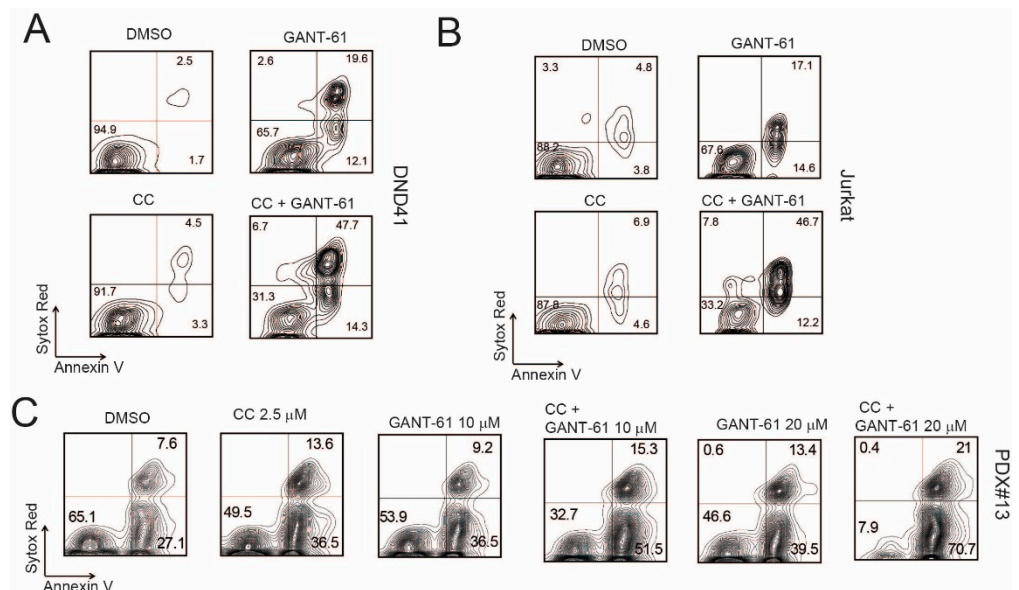 A
DMSO
2.5
94.9
1.7
GANT-61
2.6
19.6
65.7
12.1
CC
4.5
91.7
3.3
CC + GANT-61
6.7
47.7
31.3
14.3
DND41
Sytox Red
Annexin V
B
DMSO
3.3
4.8
88.2
3.8
GANT-61
17.1
67.6
14.6
CC
6.9
87.8
4.6
CC + GANT-61
7.8
46.7
33.2
12.2
Jurkat
Sytox Red
Annexin V
C
DMSO
7.6
65.1
27.1
CC 2.5 μM
13.6
49.5
36.5
GANT-61 10 μM
9.2
53.9
36.5
CC +
GANT-61 10 μM
15.3
32.7
51.5
GANT-61 20 μM
0.6
13.4
46.6
39.5
CC +
GANT-61 20 μM
0.4
21
7.9
70.7
PDX#13
Sytox Red
Annexin V